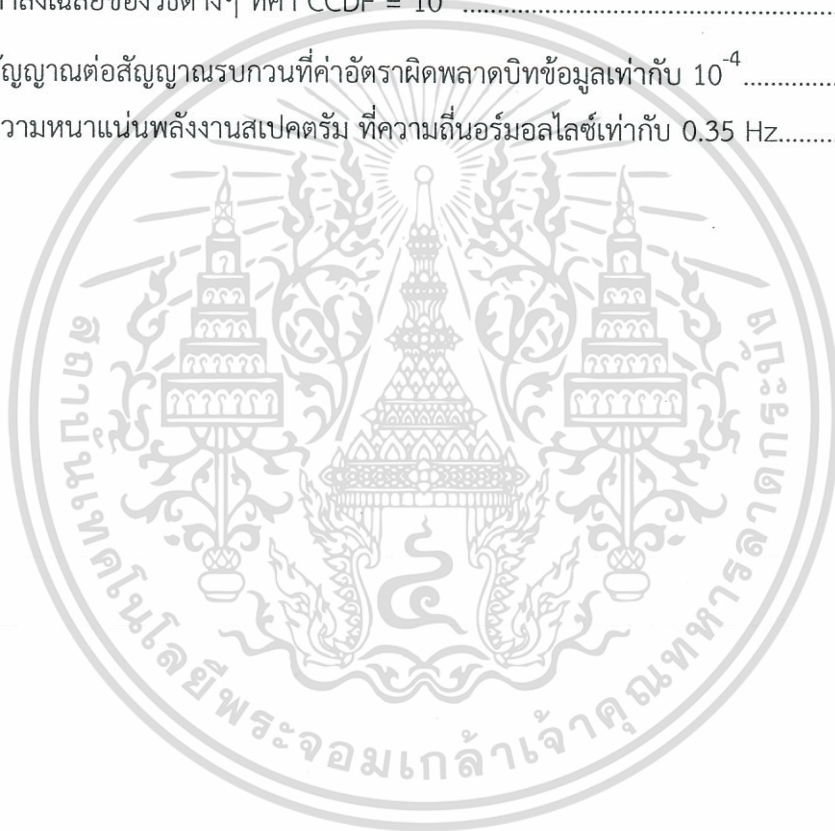 ของวิธีต่างๆ ที่ค่า CCDF = 10
ัญญาณต่อสัญญาณรบกวนที่ค่าอัตราผิดพลาดบิทข้อมูลเท่ากับ 10⁻⁴
วามหนาแน่นพลังงานสเปคตรัม ที่ความถี่นอร์มอลไลซ์เท่ากับ 0.35 Hz
สถาบันเทคโนโลยีพระจอมเกล้าเจ้าคุณทหารลาดกระบัง